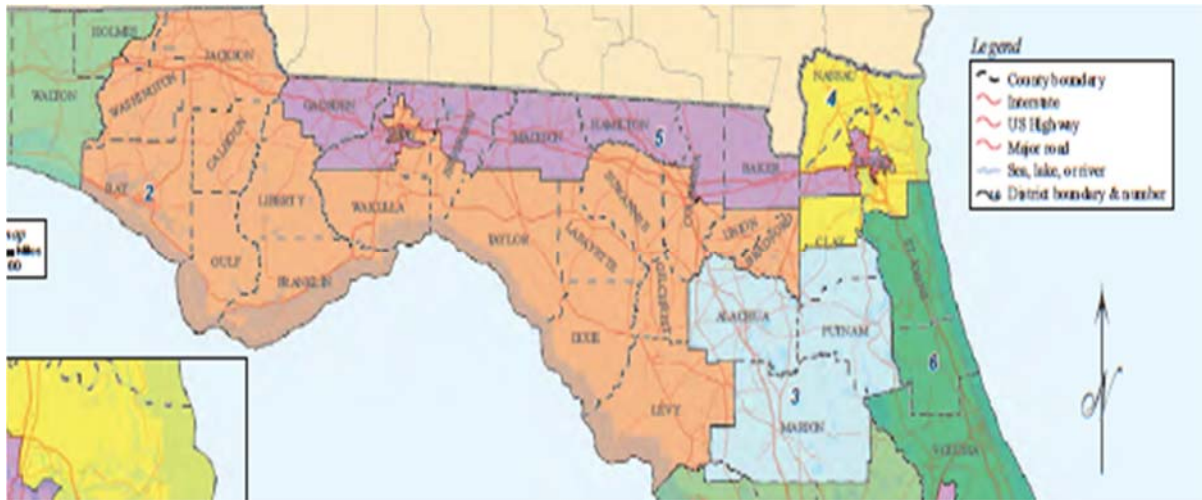 HOLMES
JACKSON
WALTON
WASHINGTON
CALHOUN
BAY
2
LIBERTY
GULF
FRANKLIN
GADSDEN
WAKULLA
MADISON
HAMILTON
5
TAYLOR
LAFAYETTE
SUWANNEE
DIXIE
GILCHRIST
LEVY
UNION
BRADFORD
BAKER
NASSAU
4
CLAY
ALACHUA
PUTNAM
3
MARION
6
VOLUSIA
Legend
County boundary
Interstate
US Highway
Major road
Sea, lake, or river
District boundary & number
N